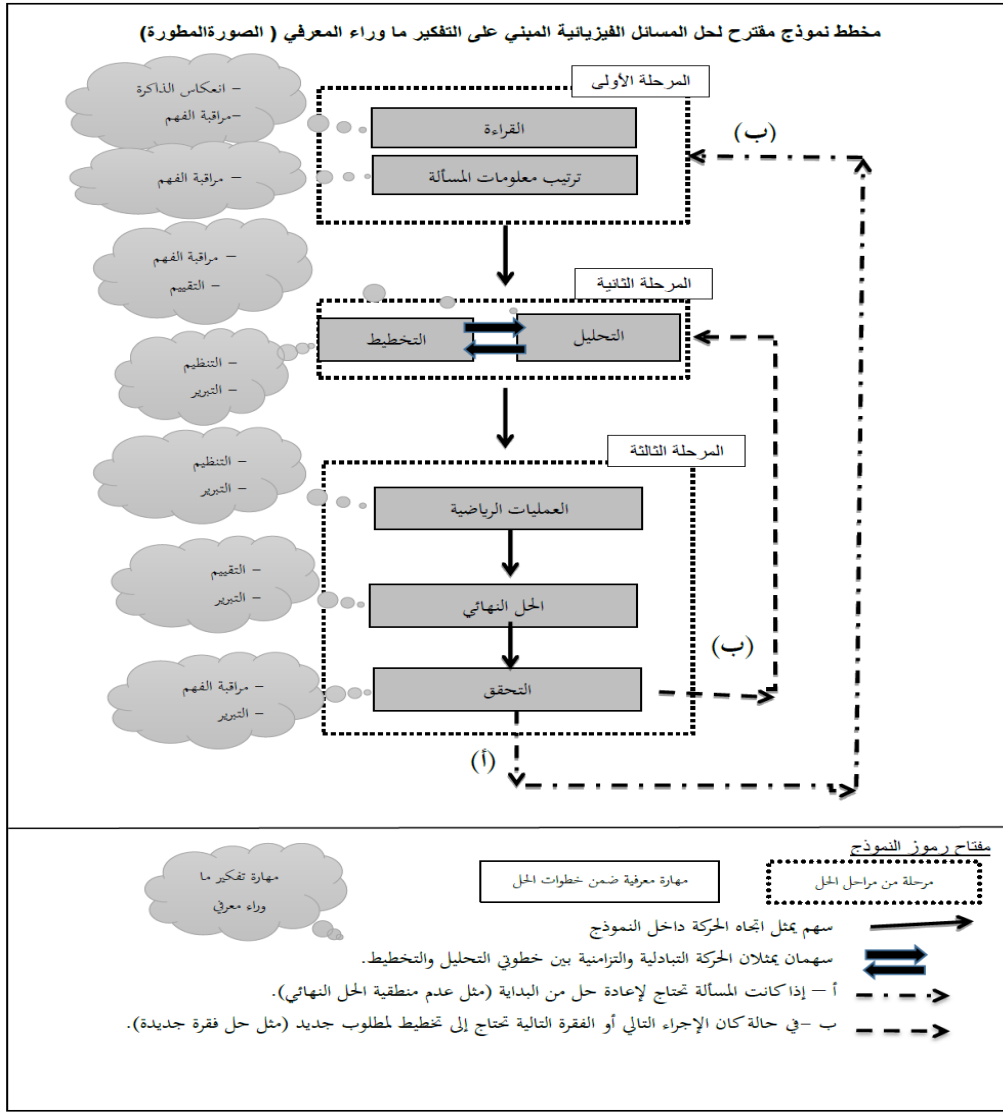 مخطط نموذج مقترح لحل المسائل الفيزيائية المبني على التفكير ما وراء المعرفي ( الصورةالمطورة)
المرحلة الأولى
– انعكاس الذاكرة
–مراقبة الفهم
القراءة
(ب)
– مراقبة الفهم
ترتيب معلومات المسألة
– مراقبة الفهم
– التقييم
المرحلة الثانية
التحليل
التخطيط
– التنظيم
– التبرير
المرحلة الثالثة
– التنظيم
– التبرير
العمليات الرياضية
– التقييم
– التبرير
الحل النهائي
(ب)
– مراقبة الفهم
– التبرير
التحقق
(أ)
مفتاح رموز النموذج
مرحلة من مراحل الحل
مهارة معرفية ضمن خطوات الحل
مهارة تفكير ما
وراء معرفي
سهم يمثل اتجاه الحركة داخل النموذج
سهمان يمثلان الحركة التبادلية والتزامنية بين خطوتي التحليل والتخطيط.
أ – إذا كانت المسألة تحتاج لإعادة حل من البداية (مثل عدم منطقية الحل النهائي).
ب –في حالة كان الإجراء التالي أو الفقرة التالية تحتاج إلى تخطيط لمطلوب جديد (مثل حل فقرة جديدة).